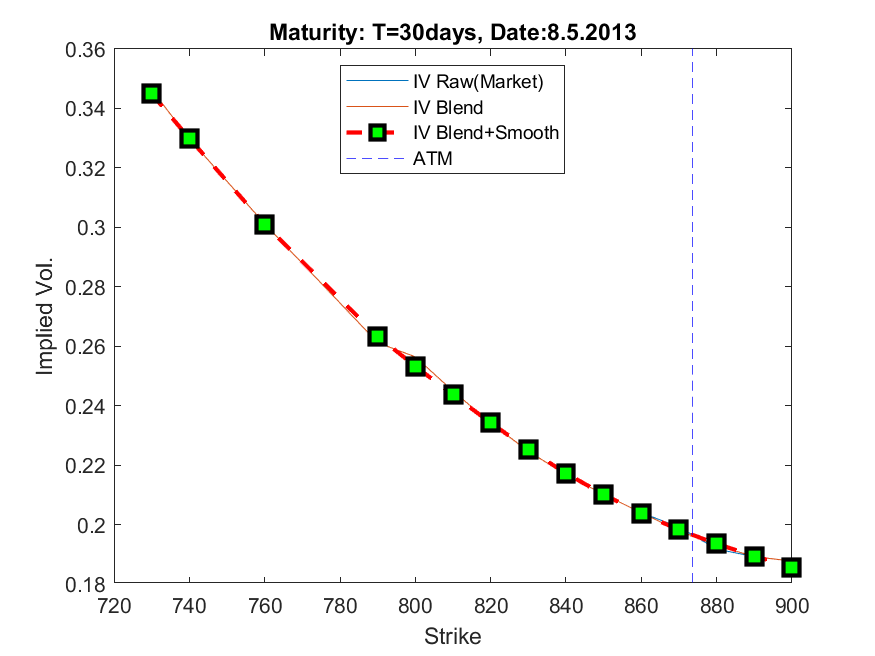 Maturity: T=30days, Date:8.5.2013
0.36
0.34
0.32
0.3
0.28
0.26
0.24
0.22
0.2
0.18
Implied Vol.
IV Raw(Market)
IV Blend
IV Blend+Smooth
ATM
720 740 760 780 800 820 840 860 880 900
Strike